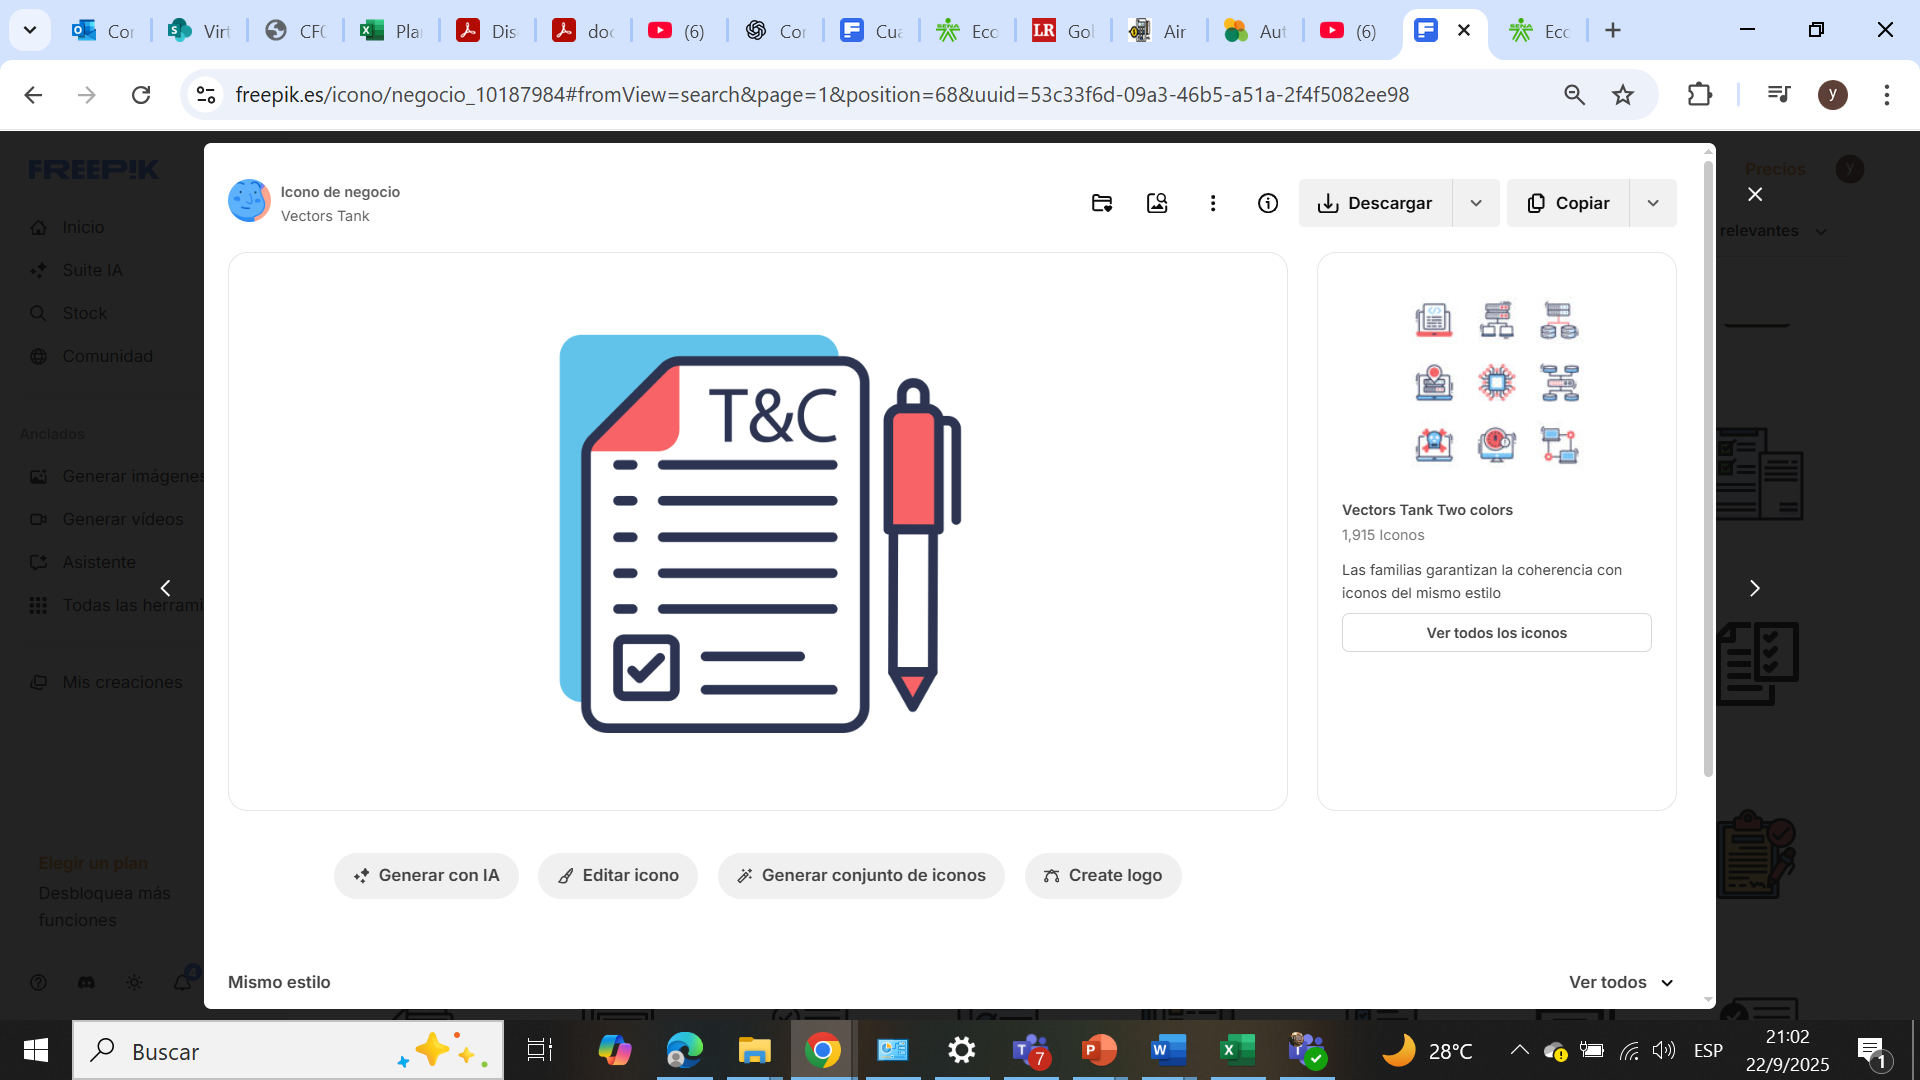 Cor
Virt
CFC
Pla
Dis
doc
(6)
Cor
Cua
Eco
LR
Gol
Air
Aut
(6)
Ecc
freepik.es/icono/negocio_10187984#fromView=search&page=1&position=68&uuid=53c33f6d-09a3-46b5-a51a-2f4f5082ee98
y
FREEPIK
Precios
y
Icono de negocio
Vectors Tank
Descargar
Copiar
relevantes
Inicio
Suite IA
Stock
Comunidad
Anclados
Generar imágenes
Generar vídeos
Asistente
Todas las herrami
Mis creaciones
T&C
Vectors Tank Two colors
1,915 Iconos
Las familias garantizan la coherencia con
iconos del mismo estilo
Ver todos los iconos
Elegir un plan
Desbloquea más
funciones
Generar con IA
Editar icono
Generar conjunto de iconos
Create logo
4
Mismo estilo
Ver todos
Buscar
7
28°C
ESP
21:02
22/9/2025
1